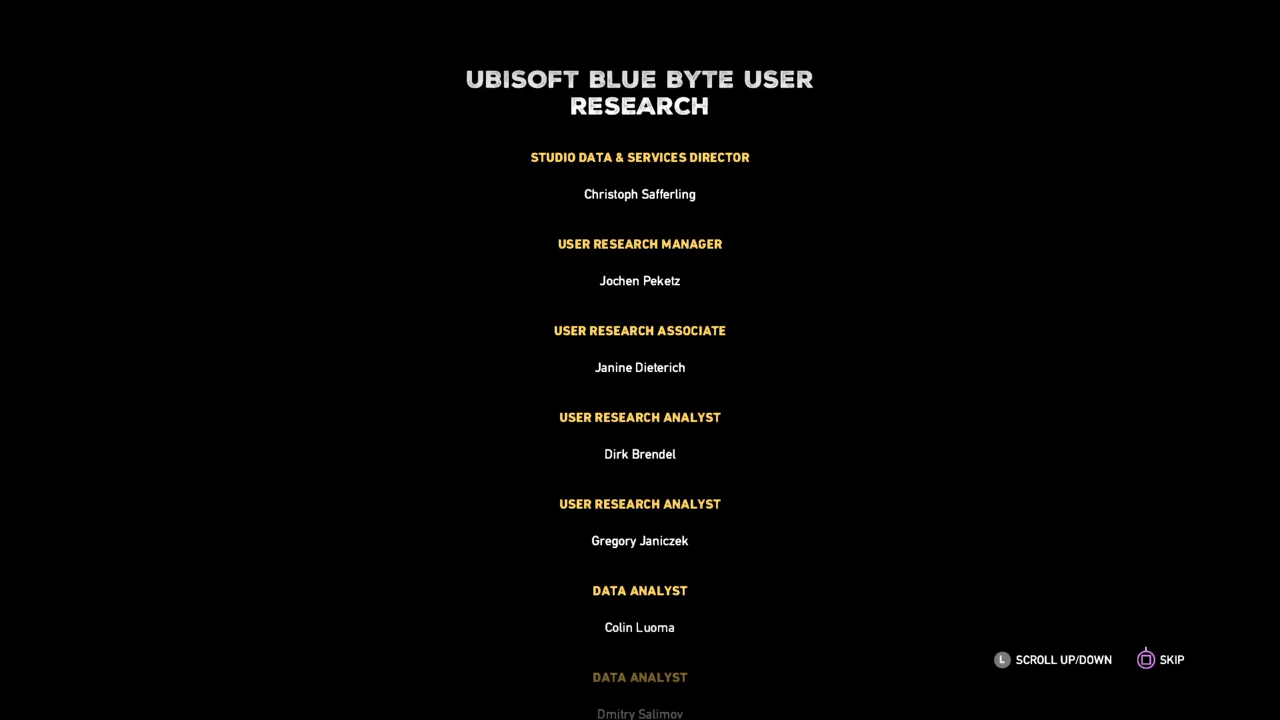 UBISOFT BLUE BYTE USER
RESEARCH
STUDIO DATA & SERVICES DIRECTOR
Christoph Safferling
USER RESEARCH MANAGER
Jochen Peketz
USER RESEARCH ASSOCIATE
Janine Dieterich
USER RESEARCH ANALYST
Dirk Brendel
USER RESEARCH ANALYST
Gregory Janiczek
DATA ANALYST
Colin Luoma
L SCROLL UP/DOWN SKIP
DATA ANALYST
Dmitry Salimov